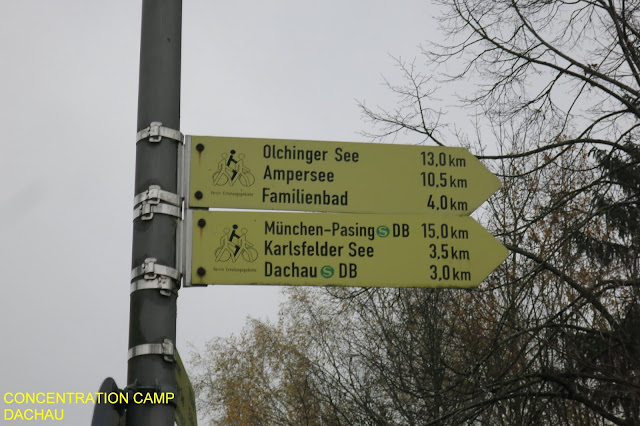 Olchinger See 13,0 km
Ampersee 10,5 km
Familienbad 4,0 km
München-Pasing S DB 15,0 km
Karlsfelder See 3,5 km
Dachau S DB 3,0 km
CONCENTRATION CAMP
DACHAU